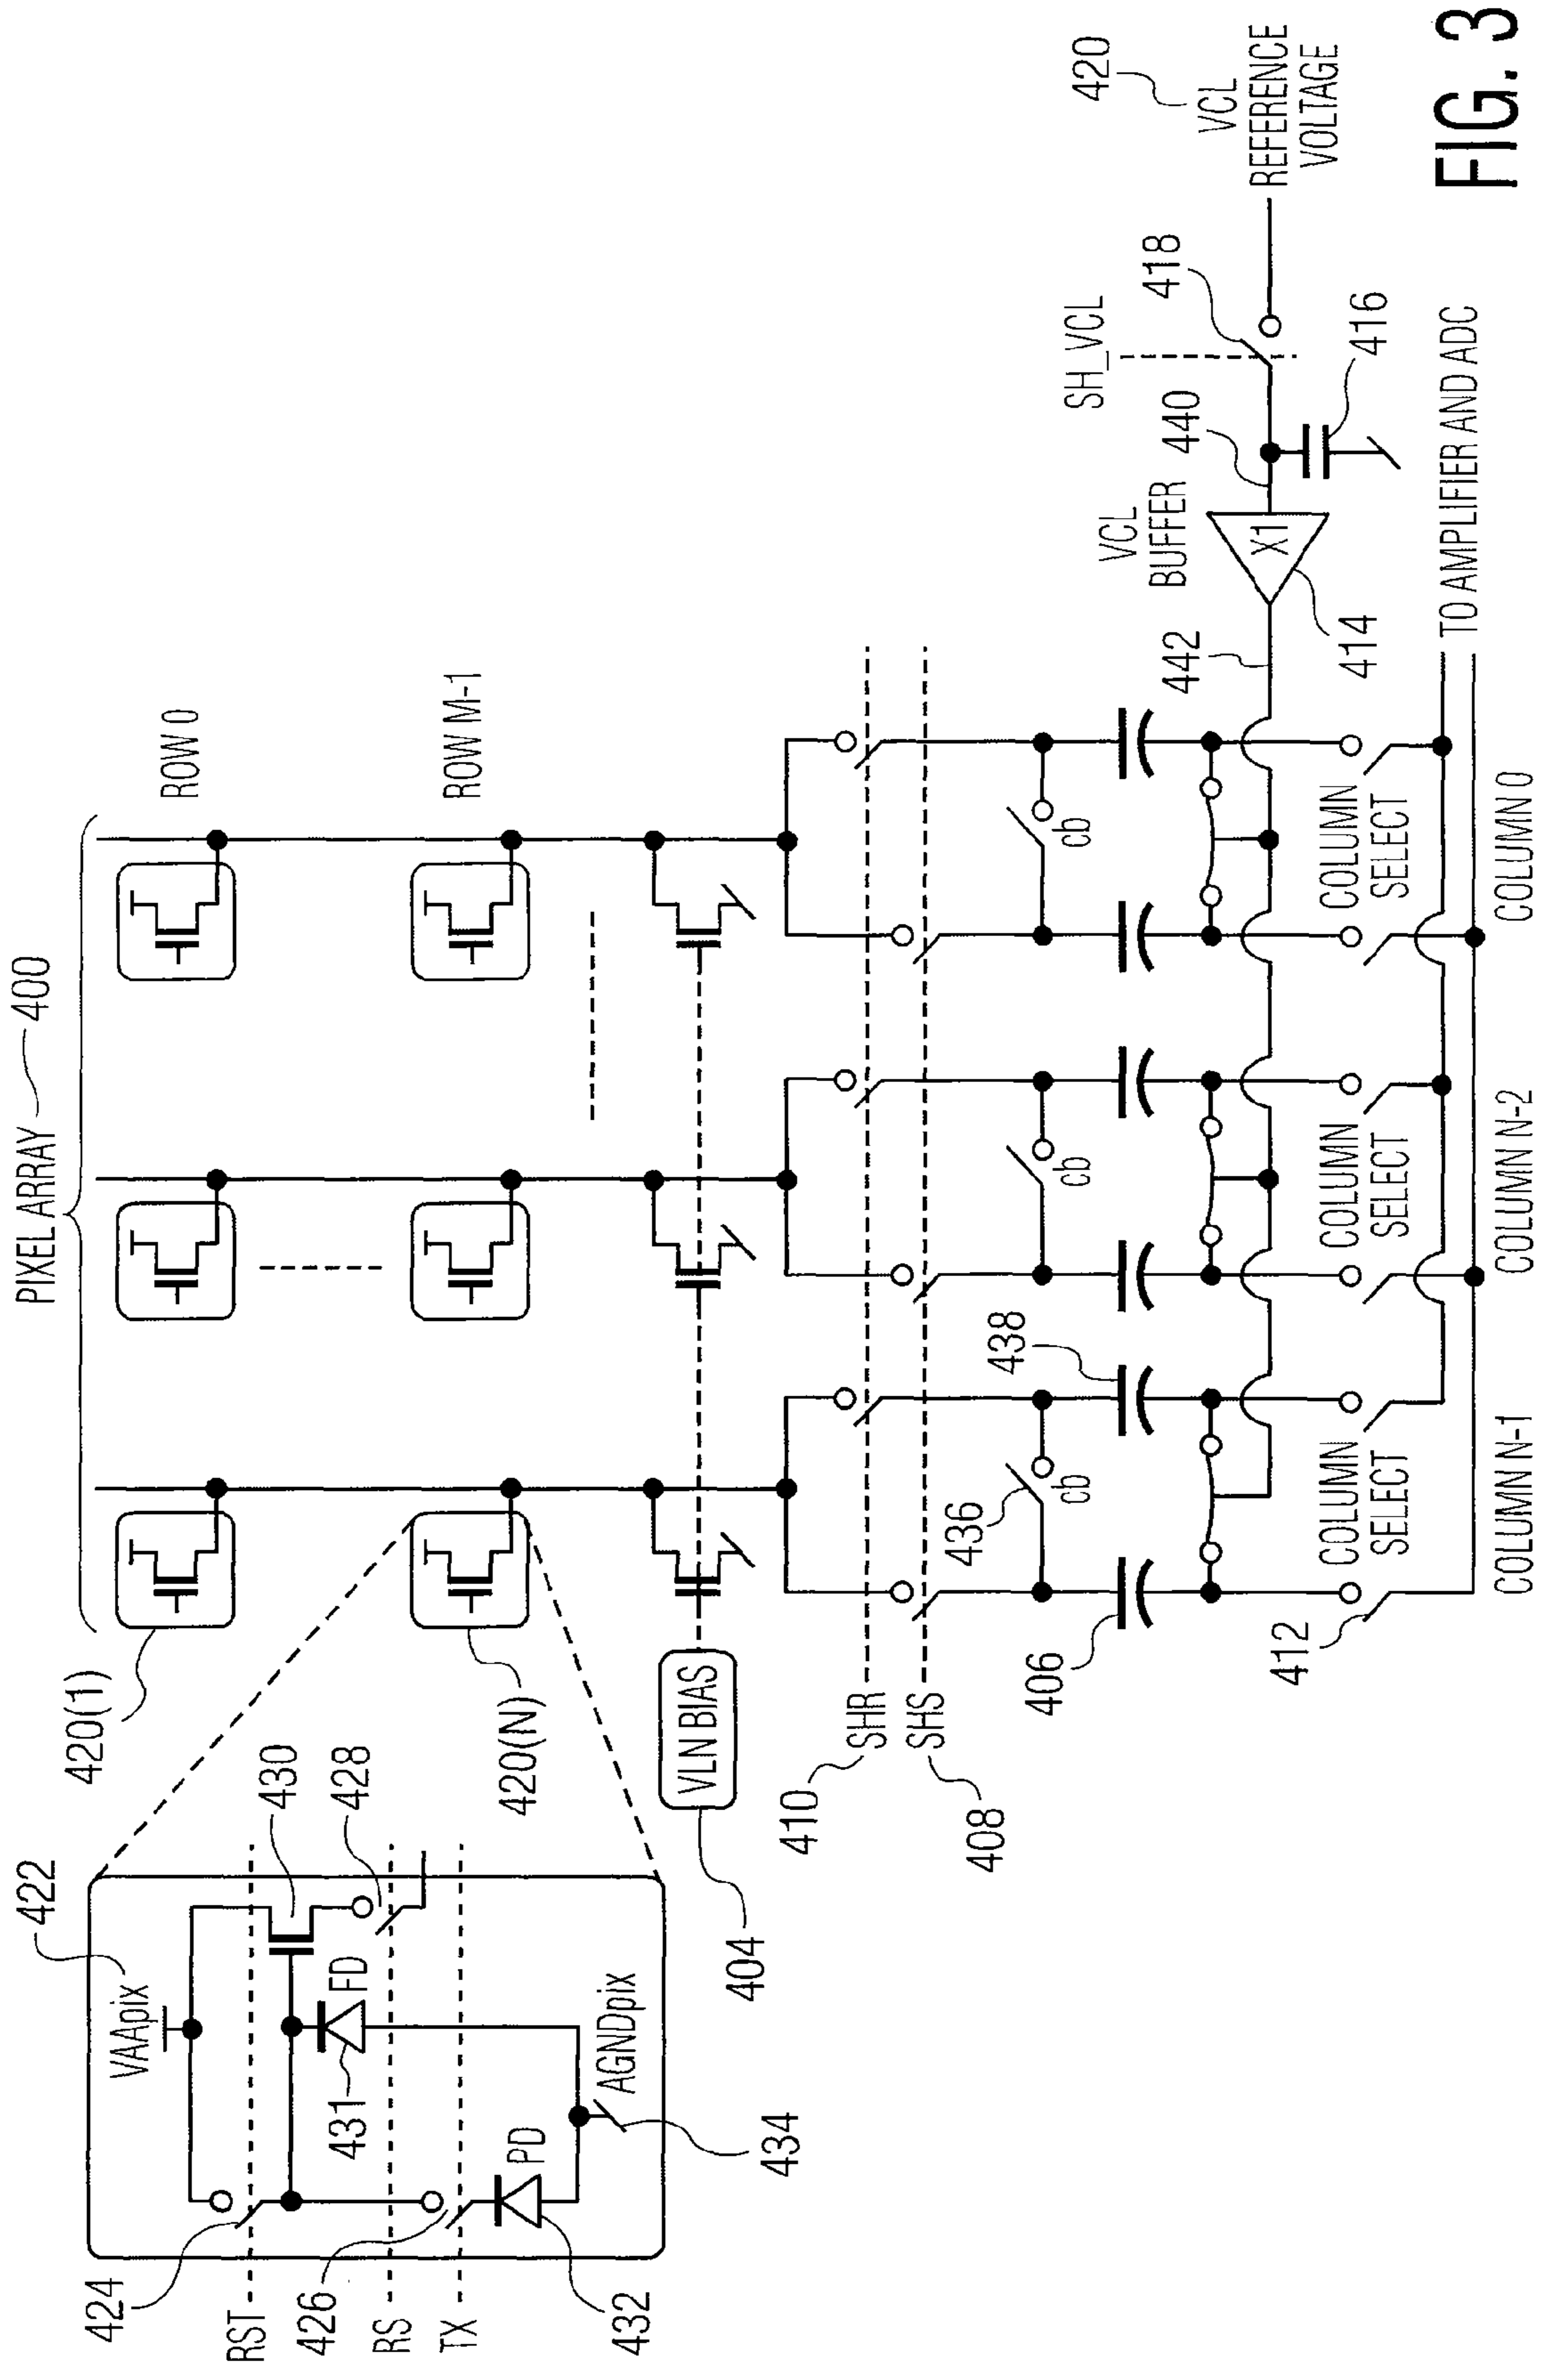 PIXEL ARRAY 400
422
VAApix
430
428
FD
431
PD
AGNDpix
434
432
424
RST
426
RS
TX
420(1)
420(N)
ROW 0
ROW M-1
VLN BIAS
404
410
SHR
SHS
408
436
cb
cb
cb
438
406
442
VCL
BUFFER
X1
414
440
SH_VCL
418
416
420
VCL
REFERENCE
VOLTAGE
412
COLUMN
SELECT
COLUMN
SELECT
COLUMN
SELECT
TO AMPLIFIER AND ADC
COLUMN N-1
COLUMN N-2
COLUMN 0
FIG. 3